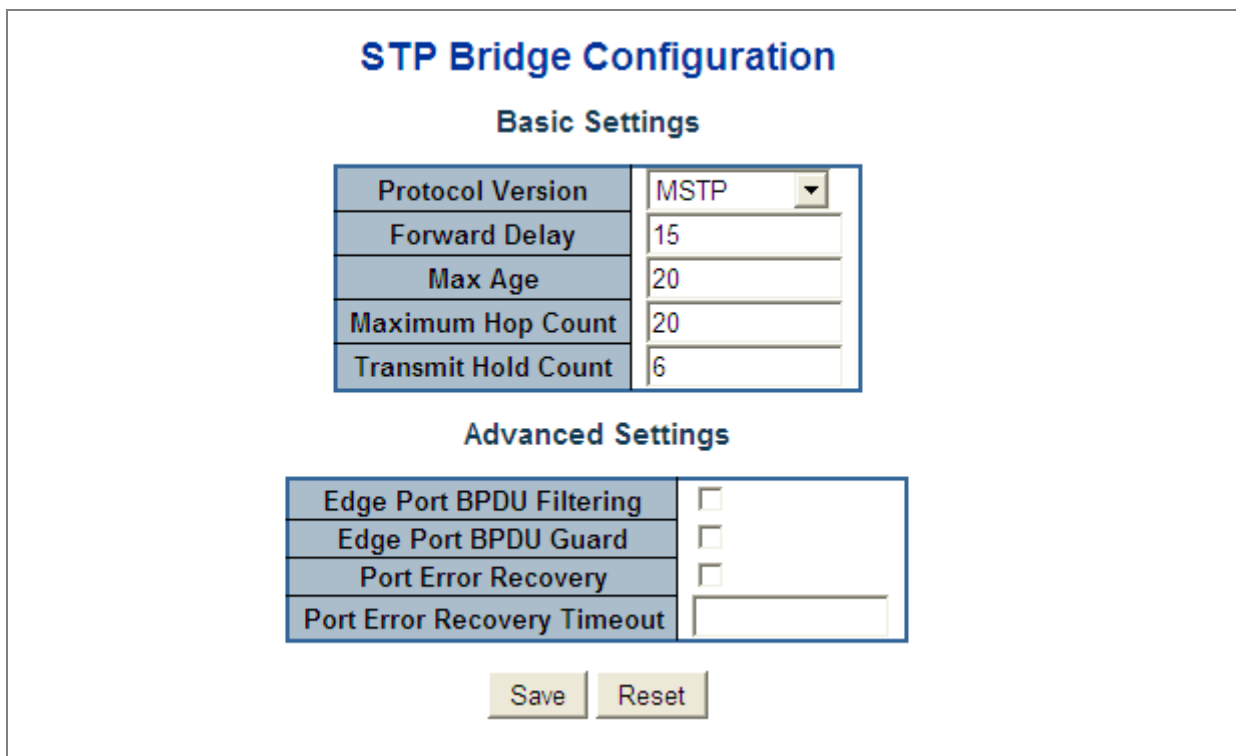 STP Bridge Configuration
Basic Settings
Protocol Version MSTP
Forward Delay 15
Max Age 20
Maximum Hop Count 20
Transmit Hold Count 6
Advanced Settings
Edge Port BPDU Filtering
Edge Port BPDU Guard
Port Error Recovery
Port Error Recovery Timeout
Save Reset